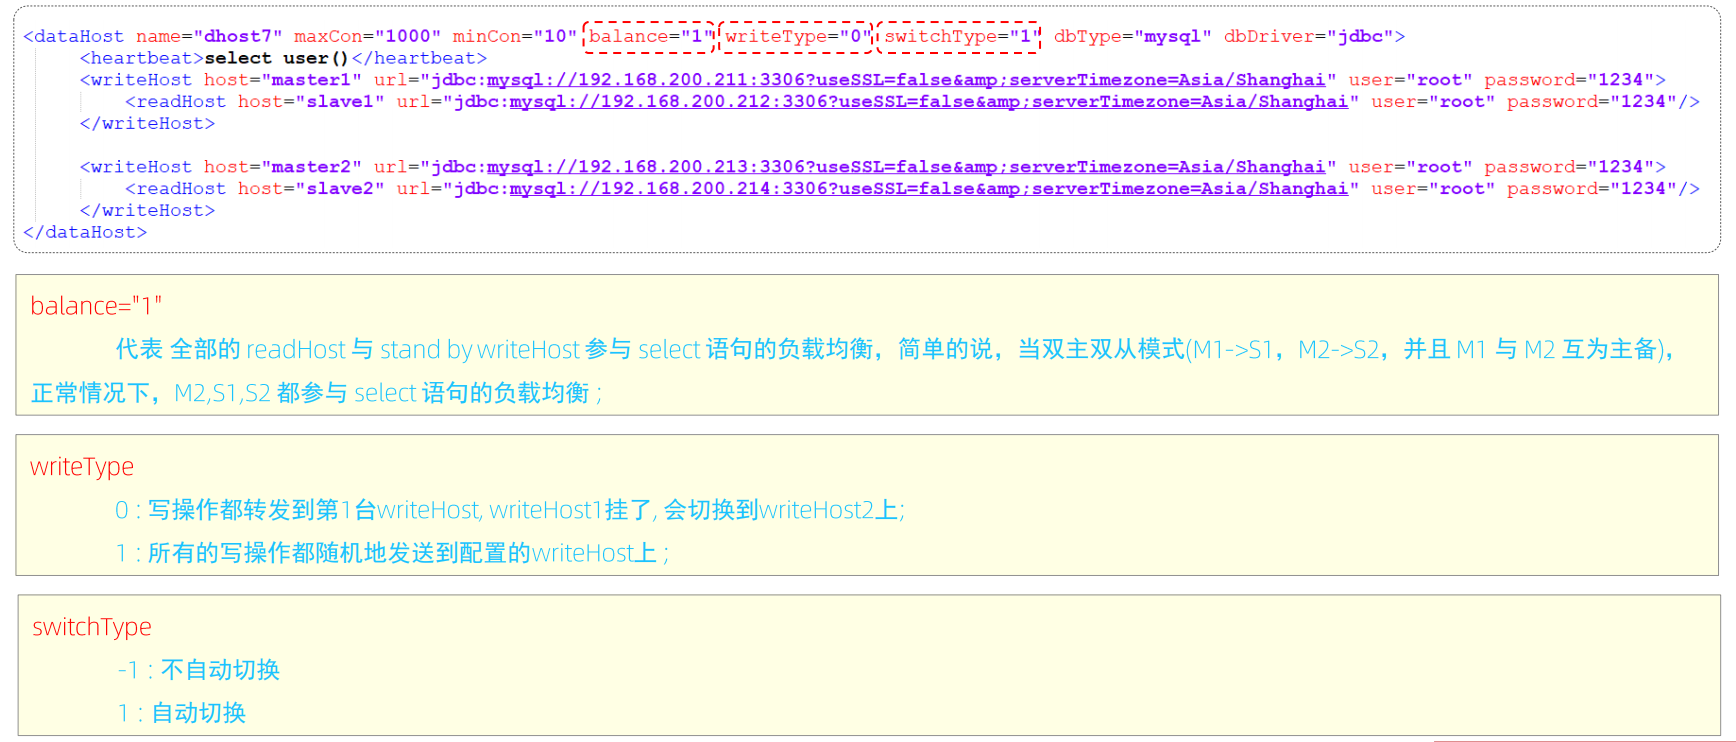 <dataHost name="dhost7" maxCon="1000" minCon="10" balance="1" writeType="0" switchType="1" dbType="mysql" dbDriver="jdbc">
<heartbeat>select user()</heartbeat>
<writeHost host="master1" url="jdbc:mysql://192.168.200.211:3306?useSSL=false&amp;serverTimezone=Asia/Shanghai" user="root" password="1234">
<readHost host="slave1" url="jdbc:mysql://192.168.200.212:3306?useSSL=false&amp;serverTimezone=Asia/Shanghai" user="root" password="1234"/>
</writeHost>
<writeHost host="master2" url="jdbc:mysql://192.168.200.213:3306?useSSL=false&amp;serverTimezone=Asia/Shanghai" user="root" password="1234">
<readHost host="slave2" url="jdbc:mysql://192.168.200.214:3306?useSSL=false&amp;serverTimezone=Asia/Shanghai" user="root" password="1234"/>
</writeHost>
</dataHost>
balance="1"
代表 全部的 readHost 与 stand by writeHost 参与 select 语句的负载均衡，简单的说，当双主双从模式(M1->S1，M2->S2，并且 M1 与 M2 互为主备)，
正常情况下，M2,S1,S2 都参与 select 语句的负载均衡 ;
writeType
0 : 写操作都转发到第1台writeHost, writeHost1挂了, 会切换到writeHost2上;
1 : 所有的写操作都随机地发送到配置的writeHost上 ;
switchType
-1 : 不自动切换
1 : 自动切换